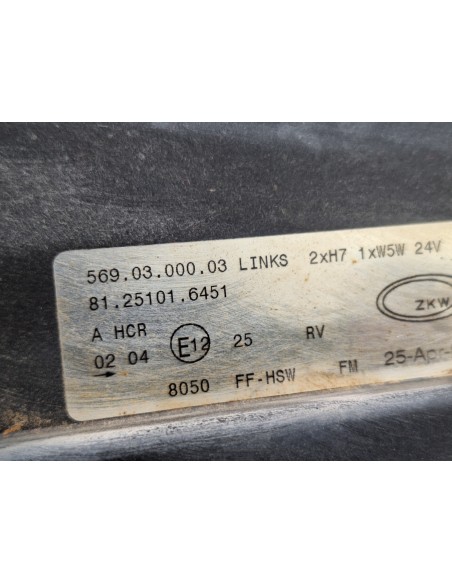 569.03.000.03 LINKS 2xH7 1xW5W 24V
81.25101.6451
ZKW
A HCR
02 04 E12 25 RV
8050 FF-HSW FM 25-Apr-